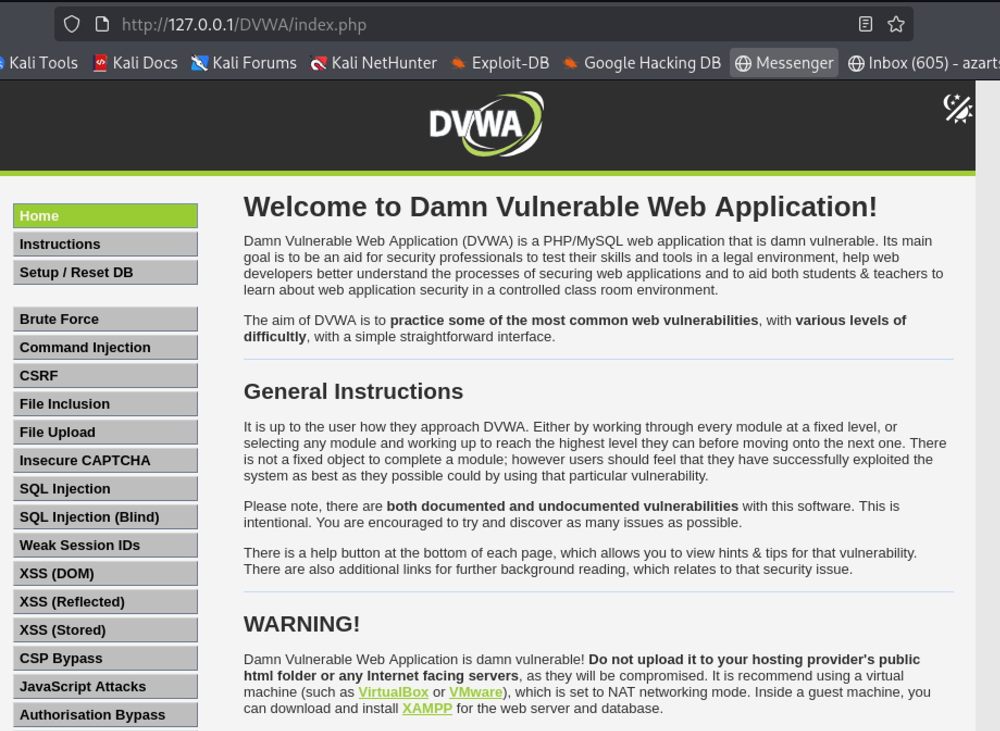 http://127.0.0.1/DVWA/index.php
Kali Tools Kali Docs Kali Forums Kali NetHunter Exploit-DB Google Hacking DB Messenger Inbox (605) - azarts
DVWA
Home
Instructions
Setup / Reset DB
Brute Force
Command Injection
CSRF
File Inclusion
File Upload
Insecure CAPTCHA
SQL Injection
SQL Injection (Blind)
Weak Session IDs
XSS (DOM)
XSS (Reflected)
XSS (Stored)
CSP Bypass
JavaScript Attacks
Authorisation Bypass
Welcome to Damn Vulnerable Web Application!
Damn Vulnerable Web Application (DVWA) is a PHP/MySQL web application that is damn vulnerable. Its main
goal is to be an aid for security professionals to test their skills and tools in a legal environment, help web
developers better understand the processes of securing web applications and to aid both students & teachers to
learn about web application security in a controlled class room environment.
The aim of DVWA is to practice some of the most common web vulnerabilities, with various levels of
difficultly, with a simple straightforward interface.
General Instructions
It is up to the user how they approach DVWA. Either by working through every module at a fixed level, or
selecting any module and working up to reach the highest level they can before moving onto the next one. There
is not a fixed object to complete a module; however users should feel that they have successfully exploited the
system as best as they possible could by using that particular vulnerability.
Please note, there are both documented and undocumented vulnerabilities with this software. This is
intentional. You are encouraged to try and discover as many issues as possible.
There is a help button at the bottom of each page, which allows you to view hints & tips for that vulnerability.
There are also additional links for further background reading, which relates to that security issue.
WARNING!
Damn Vulnerable Web Application is damn vulnerable! Do not upload it to your hosting provider's public
html folder or any Internet facing servers, as they will be compromised. It is recommend using a virtual
machine (such as VirtualBox or VMware), which is set to NAT networking mode. Inside a guest machine, you
can download and install XAMPP for the web server and database.